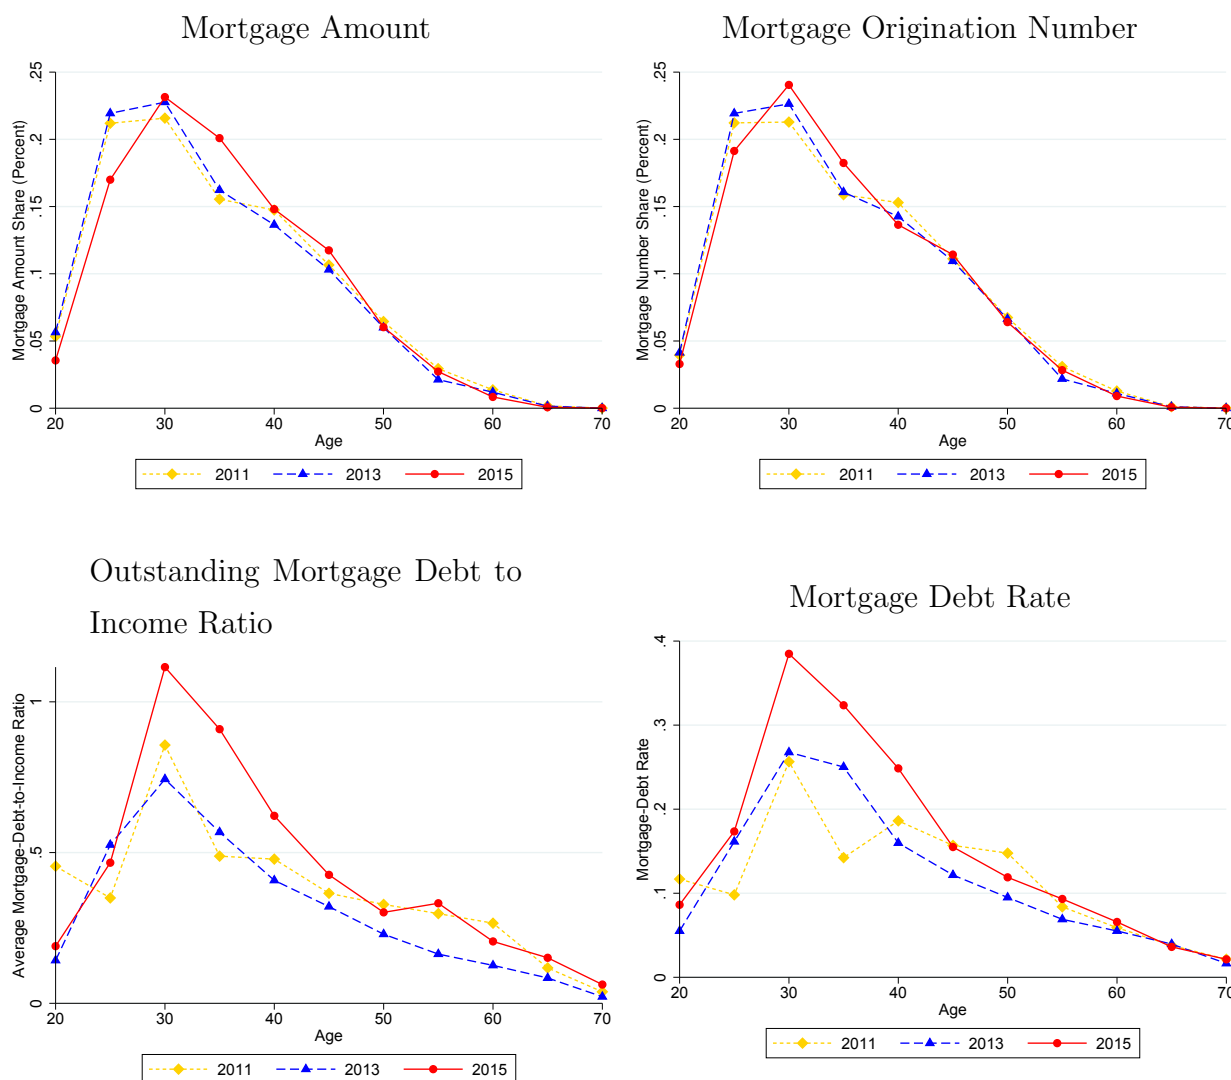 Mortgage Amount
Mortgage Origination Number
Mortgage Amount Share (Percent)
0 .05 .1 .15 .2 .25
20 30 40 50 60 70
Age
2011 2013 2015
Mortgage Number Share (Percent)
0 .05 .1 .15 .2 .25
20 30 40 50 60 70
Age
2011 2013 2015
Outstanding Mortgage Debt to
Income Ratio
Mortgage Debt Rate
Average Mortgage-Debt-to-Income Ratio
0 .5 1
20 30 40 50 60 70
Age
2011 2013 2015
Mortgage-Debt Rate
0 .1 .2 .3 .4
20 30 40 50 60 70
Age
2011 2013 2015